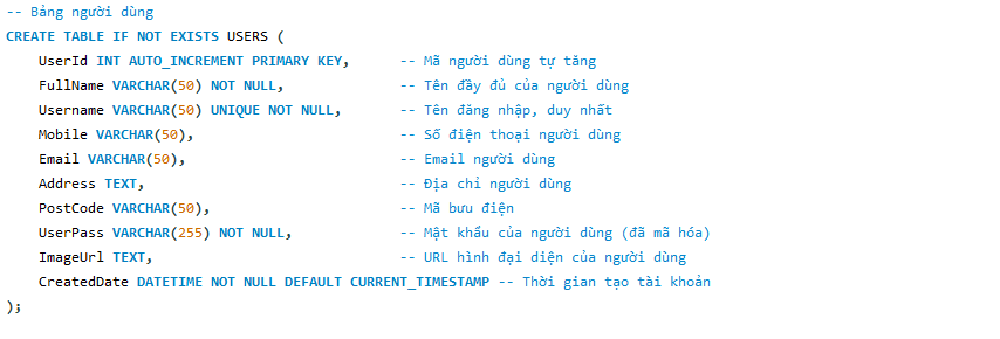 -- Bảng người dùng
CREATE TABLE IF NOT EXISTS USERS (
    UserId INT AUTO_INCREMENT PRIMARY KEY,      -- Mã người dùng tự tăng
    FullName VARCHAR(50) NOT NULL,              -- Tên đầy đủ của người dùng
    Username VARCHAR(50) UNIQUE NOT NULL,       -- Tên đăng nhập, duy nhất
    Mobile VARCHAR(50),                         -- Số điện thoại người dùng
    Email VARCHAR(50),                          -- Email người dùng
    Address TEXT,                               -- Địa chỉ người dùng
    PostCode VARCHAR(50),                       -- Mã bưu điện
    UserPass VARCHAR(255) NOT NULL,             -- Mật khẩu của người dùng (đã mã hóa)
    ImageUrl TEXT,                              -- URL hình đại diện của người dùng
    CreatedDate DATETIME NOT NULL DEFAULT CURRENT_TIMESTAMP -- Thời gian tạo tài khoản
);